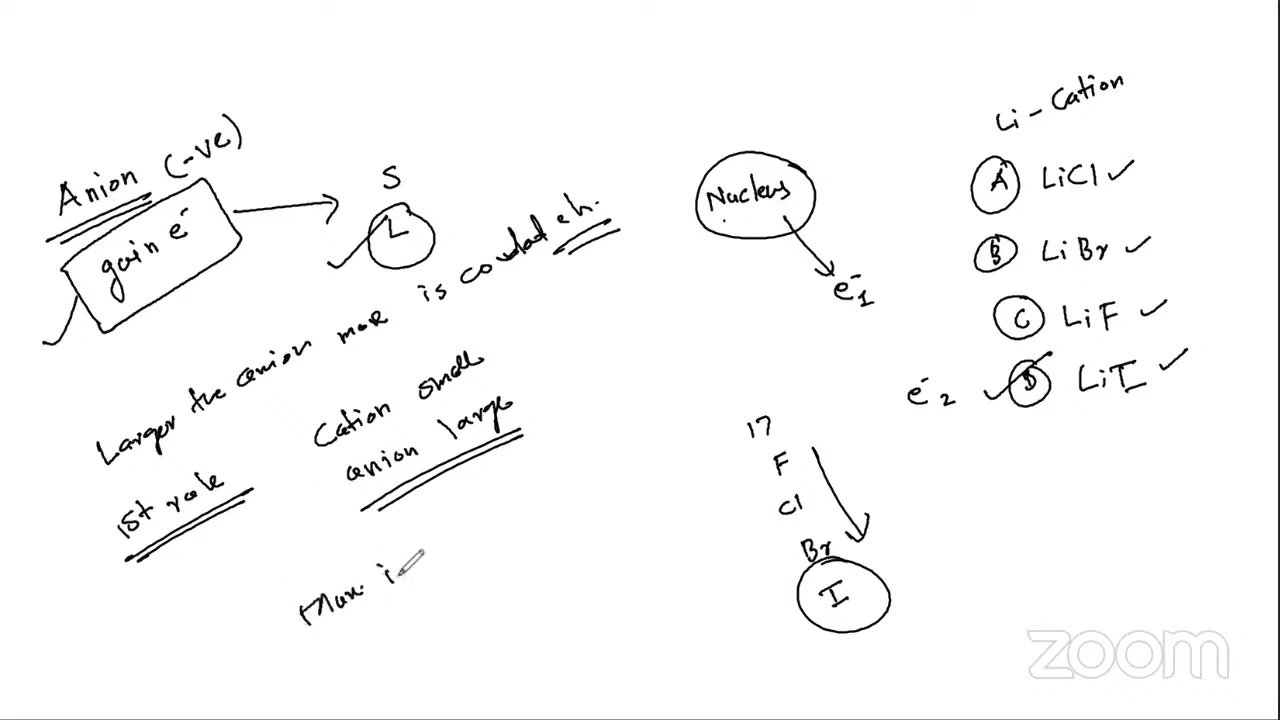 Anion (-ve)
gain e⁻
S
L
Larger the anion more is covalent ch.
1st rule
Cation small
anion large
Max. i
Nucleus
e⁻1
e⁻2
17
F
Cl
Br
I
Li - Cation
A LiCl ✓
B LiBr ✓
C LiF ✓
D LiI ✓
zoom